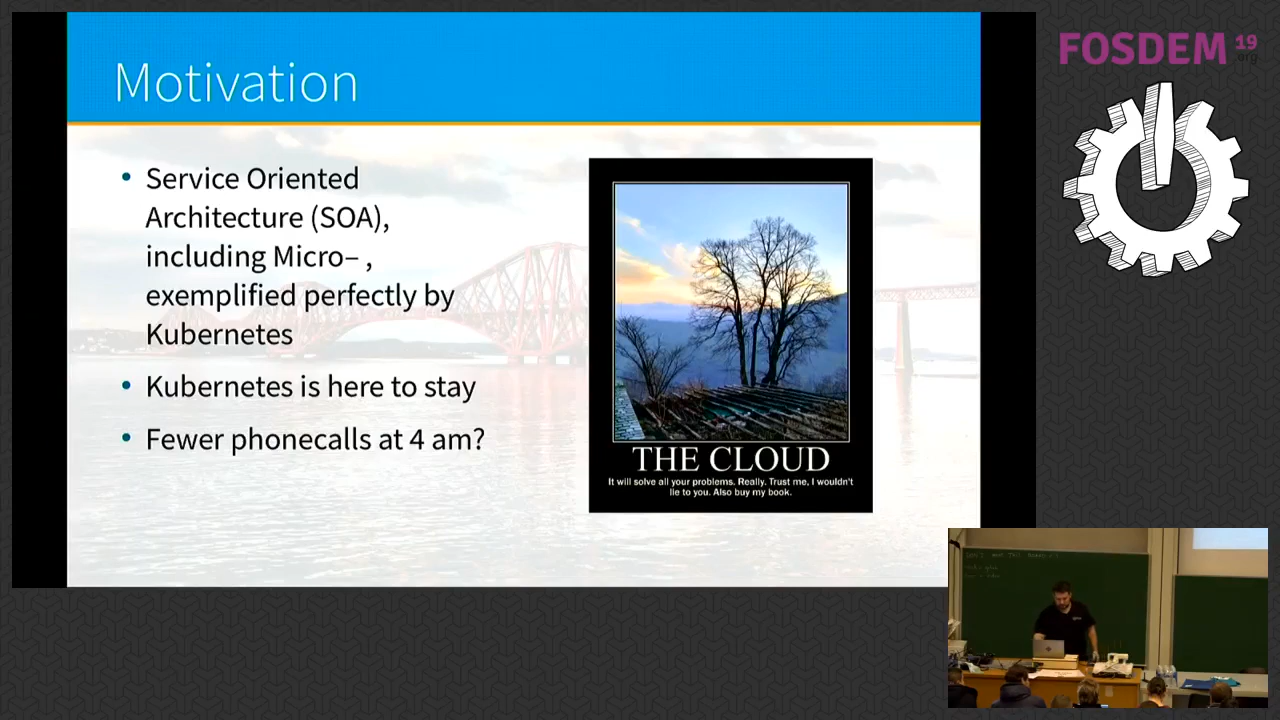 Motivation
FOSDEM 19
.org
• Service Oriented
Architecture (SOA),
including Micro– ,
exemplified perfectly by
Kubernetes
• Kubernetes is here to stay
• Fewer phonecalls at 4 am?
THE CLOUD
It will solve all your problems. Really. Trust me, I wouldn't
lie to you. Also buy my book.